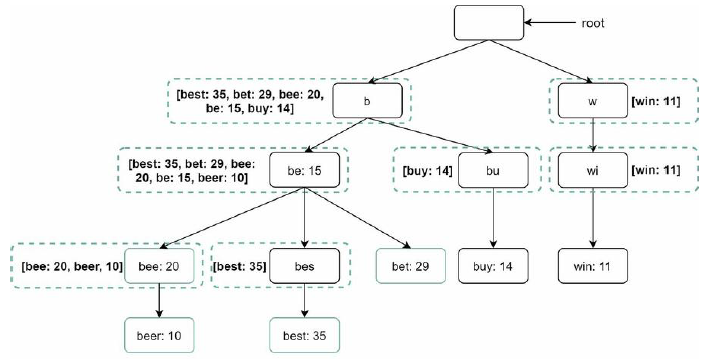 root
[best: 35, bet: 29, bee: 20,
be: 15, buy: 14]
b
w
[win: 11]
[best: 35, bet: 29, bee:
20, be: 15, beer: 10]
be: 15
[buy: 14]
bu
wi
[win: 11]
[bee: 20, beer, 10]
bee: 20
[best: 35]
bes
bet: 29
buy: 14
win: 11
beer: 10
best: 35